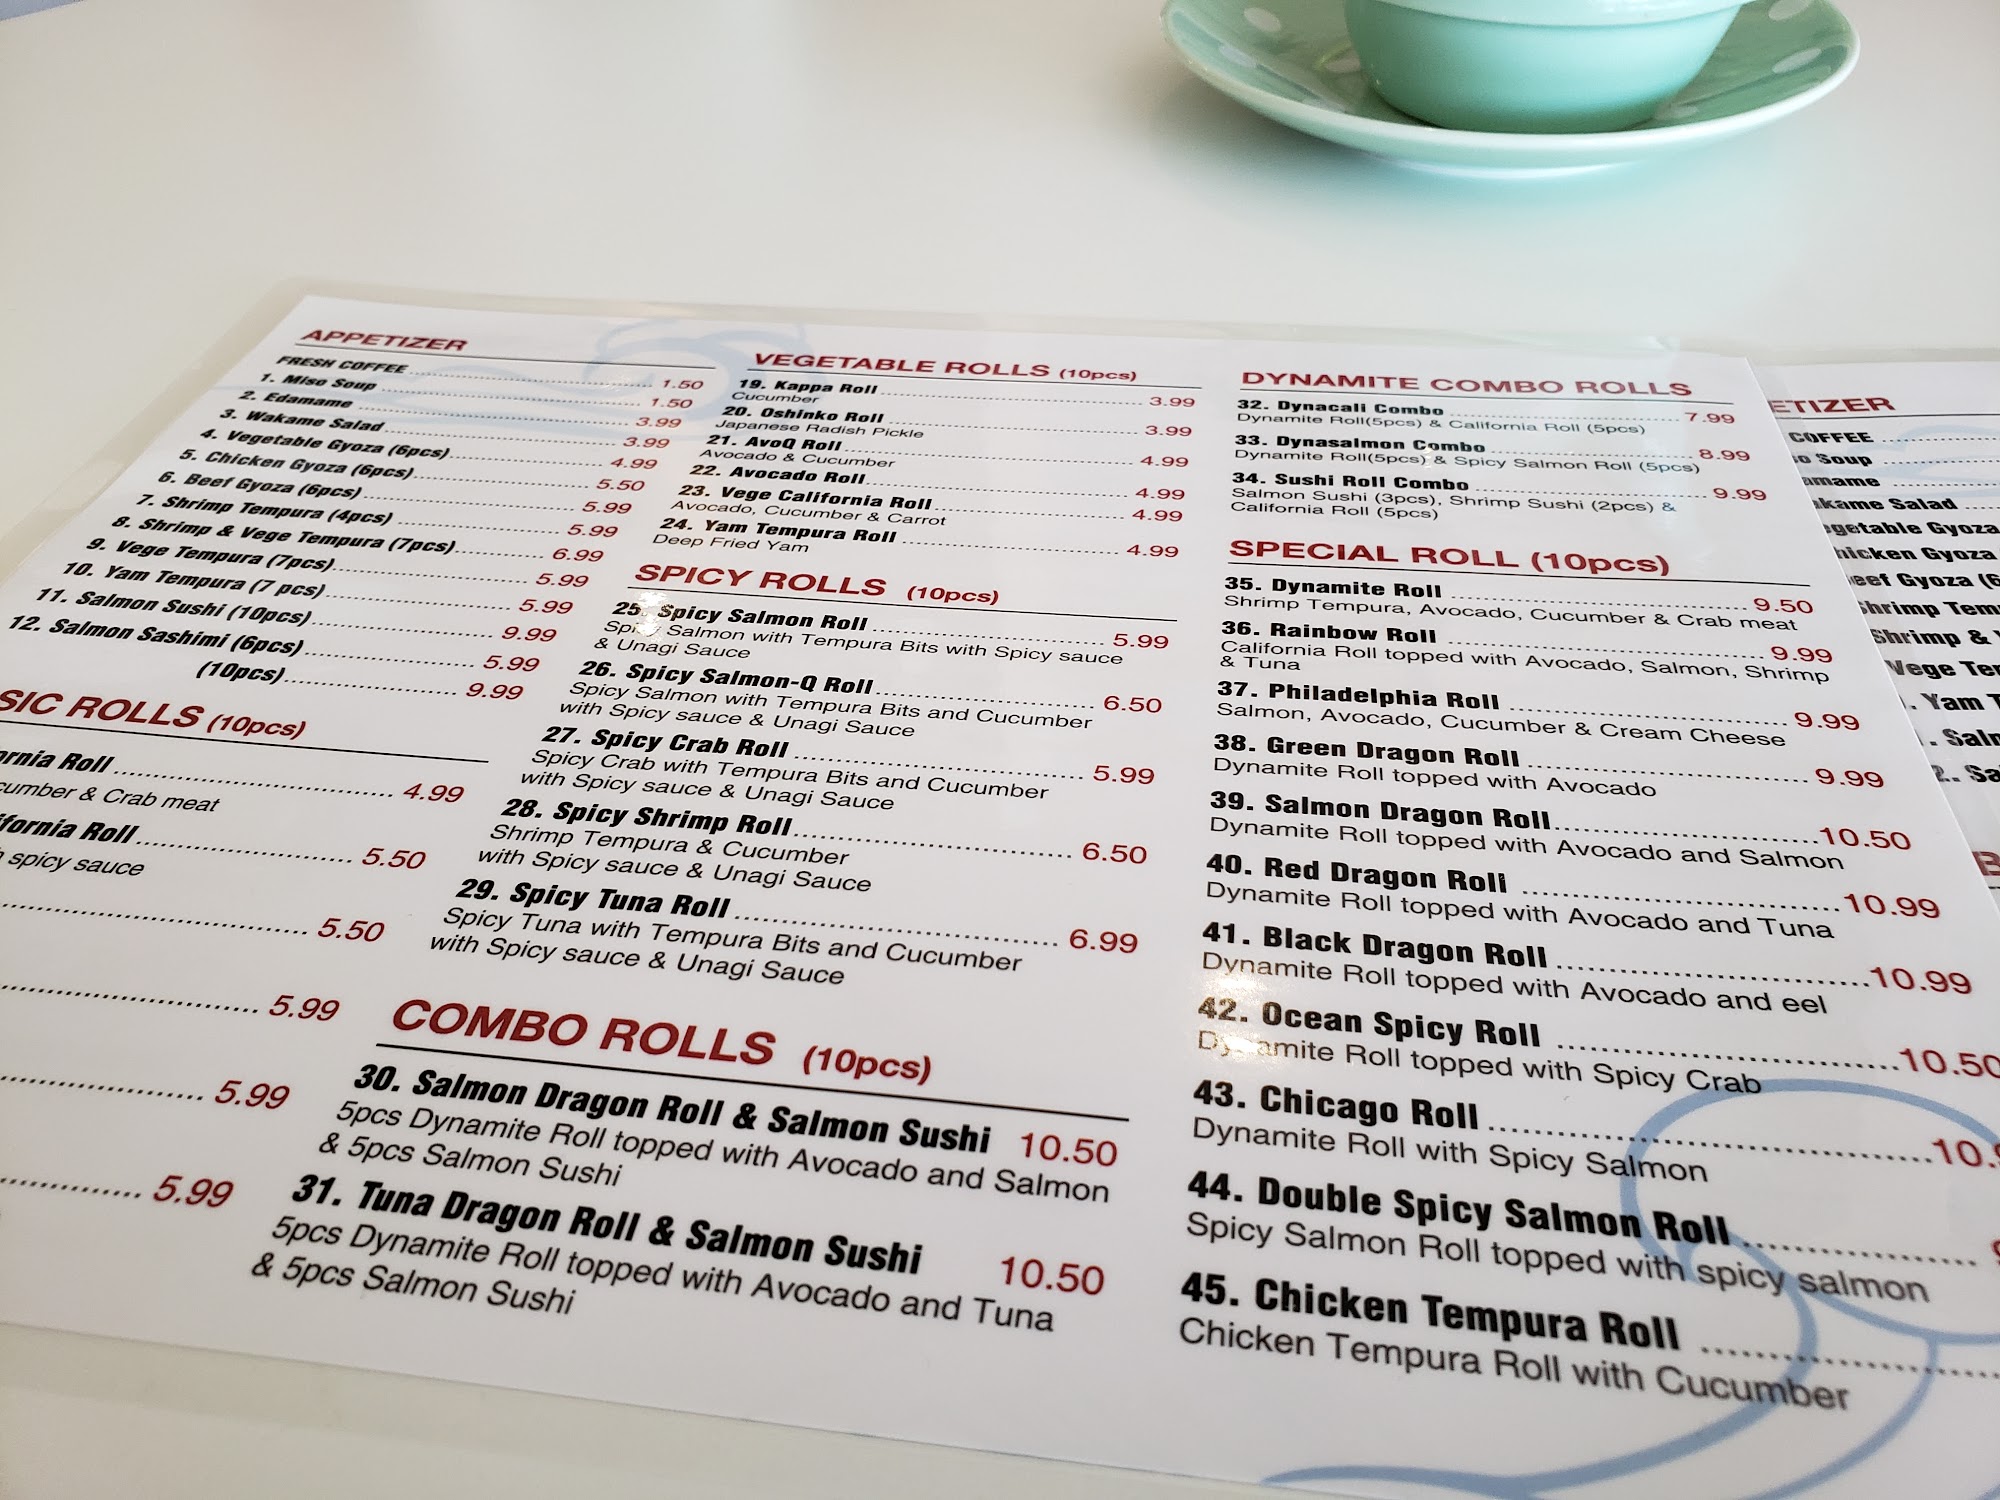 APPETIZER
FRESH COFFEE 1.50
1. Miso Soup 1.50
2. Edamame 3.99
3. Wakame Salad 3.99
4. Vegetable Gyoza (6pcs) 4.99
5. Chicken Gyoza (6pcs) 5.50
6. Beef Gyoza (6pcs) 5.99
7. Shrimp Tempura (4pcs) 5.99
8. Shrimp & Vege Tempura (7pcs) 6.99
9. Vege Tempura (7pcs) 5.99
10. Yam Tempura (7 pcs) 5.99
11. Salmon Sushi (10pcs) 9.99
12. Salmon Sashimi (6pcs) 5.99
(10pcs) 9.99
SIC ROLLS (10pcs)
ornia Roll 4.99
cumber & Crab meat
ifornia Roll 5.50
spicy sauce
5.50
5.99
5.99
5.99
VEGETABLE ROLLS (10pcs)
19. Kappa Roll 3.99
Cucumber
20. Oshinko Roll 3.99
Japanese Radish Pickle
21. AvoQ Roll 4.99
Avocado & Cucumber
22. Avocado Roll 4.99
23. Vege California Roll 4.99
Avocado, Cucumber & Carrot
24. Yam Tempura Roll 4.99
Deep Fried Yam
SPICY ROLLS (10pcs)
25. Spicy Salmon Roll 5.99
Spicy Salmon with Tempura Bits with Spicy sauce
& Unagi Sauce
26. Spicy Salmon-Q Roll 6.50
Spicy Salmon with Tempura Bits and Cucumber
with Spicy sauce & Unagi Sauce
27. Spicy Crab Roll 5.99
Spicy Crab with Tempura Bits and Cucumber
with Spicy sauce & Unagi Sauce
28. Spicy Shrimp Roll 6.50
Shrimp Tempura & Cucumber
with Spicy sauce & Unagi Sauce
29. Spicy Tuna Roll 6.99
Spicy Tuna with Tempura Bits and Cucumber
with Spicy sauce & Unagi Sauce
COMBO ROLLS (10pcs)
30. Salmon Dragon Roll & Salmon Sushi 10.50
5pcs Dynamite Roll topped with Avocado and Salmon
& 5pcs Salmon Sushi
31. Tuna Dragon Roll & Salmon Sushi 10.50
5pcs Dynamite Roll topped with Avocado and Tuna
& 5pcs Salmon Sushi
DYNAMITE COMBO ROLLS
32. Dynacali Combo 7.99
Dynamite Roll(5pcs) & California Roll (5pcs)
33. Dynasalmon Combo 8.99
Dynamite Roll(5pcs) & Spicy Salmon Roll (5pcs)
34. Sushi Roll Combo 9.99
Salmon Sushi (3pcs), Shrimp Sushi (2pcs) &
California Roll (5pcs)
SPECIAL ROLL (10pcs)
35. Dynamite Roll 9.50
Shrimp Tempura, Avocado, Cucumber & Crab meat
36. Rainbow Roll 9.99
California Roll topped with Avocado, Salmon, Shrimp
& Tuna
37. Philadelphia Roll 9.99
Salmon, Avocado, Cucumber & Cream Cheese
38. Green Dragon Roll 9.99
Dynamite Roll topped with Avocado
39. Salmon Dragon Roll 10.50
Dynamite Roll topped with Avocado and Salmon
40. Red Dragon Roll 10.99
Dynamite Roll topped with Avocado and Tuna
41. Black Dragon Roll 10.99
Dynamite Roll topped with Avocado and eel
42. Ocean Spicy Roll 10.50
Dynamite Roll topped with Spicy Crab
43. Chicago Roll 10.
Dynamite Roll with Spicy Salmon
44. Double Spicy Salmon Roll
Spicy Salmon Roll topped with spicy salmon
45. Chicken Tempura Roll
Chicken Tempura Roll with Cucumber
ETIZER
COFFEE
o Soup
amame
kame Salad
getable Gyoza
hicken Gyoza
eef Gyoza (6
Shrimp Tem
Shrimp &
Vege Te
. Yam T
. Salm
. Sa